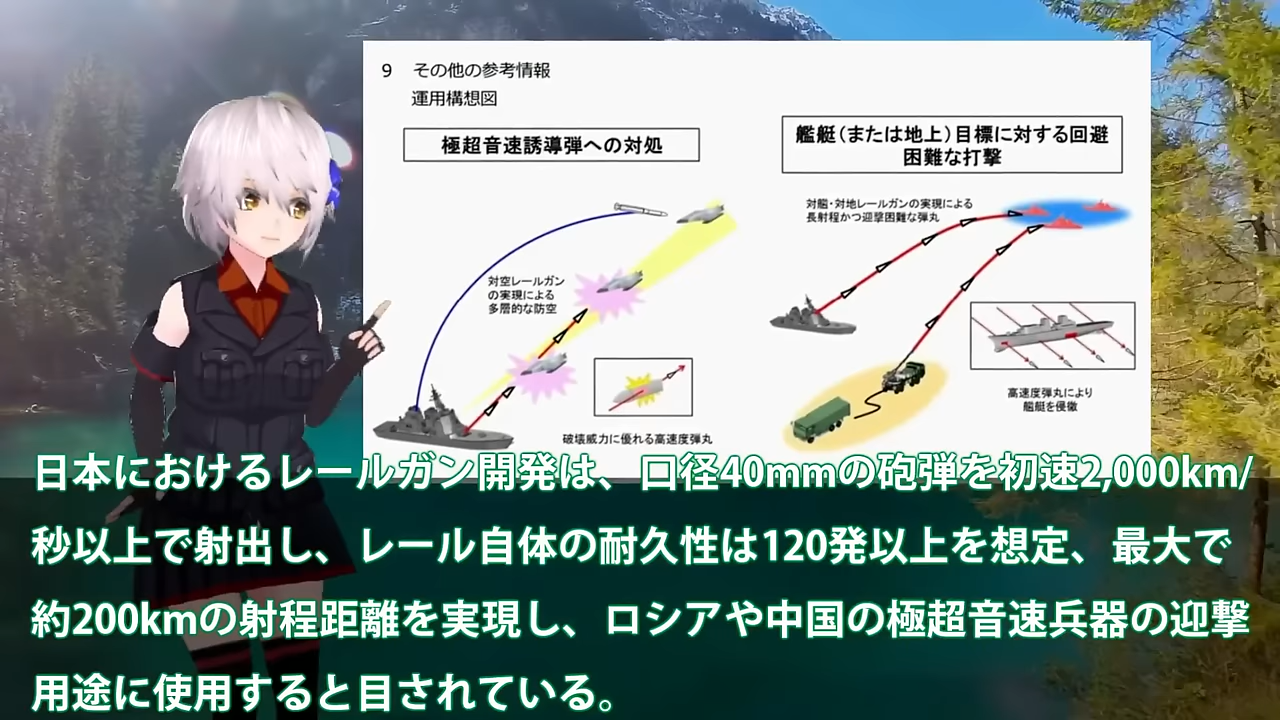 9 その他の参考情報
運用構想図
極超音速誘導弾への対処
対空レールガン
の実現による
多層的な防空
破壊威力に優れる高速度弾丸
艦艇(または地上)目標に対する回避
困難な打撃
対艦・対地レールガンの実現による
長射程かつ迎撃困難な弾丸
高速度弾丸により
艦艇を侵徹
日本におけるレールガン開発は、口径40mmの砲弾を初速2,000km/
秒以上で射出し、レール自体の耐久性は120発以上を想定、最大で
約200kmの射程距離を実現し、ロシアや中国の極超音速兵器の迎撃
用途に使用すると目されている。